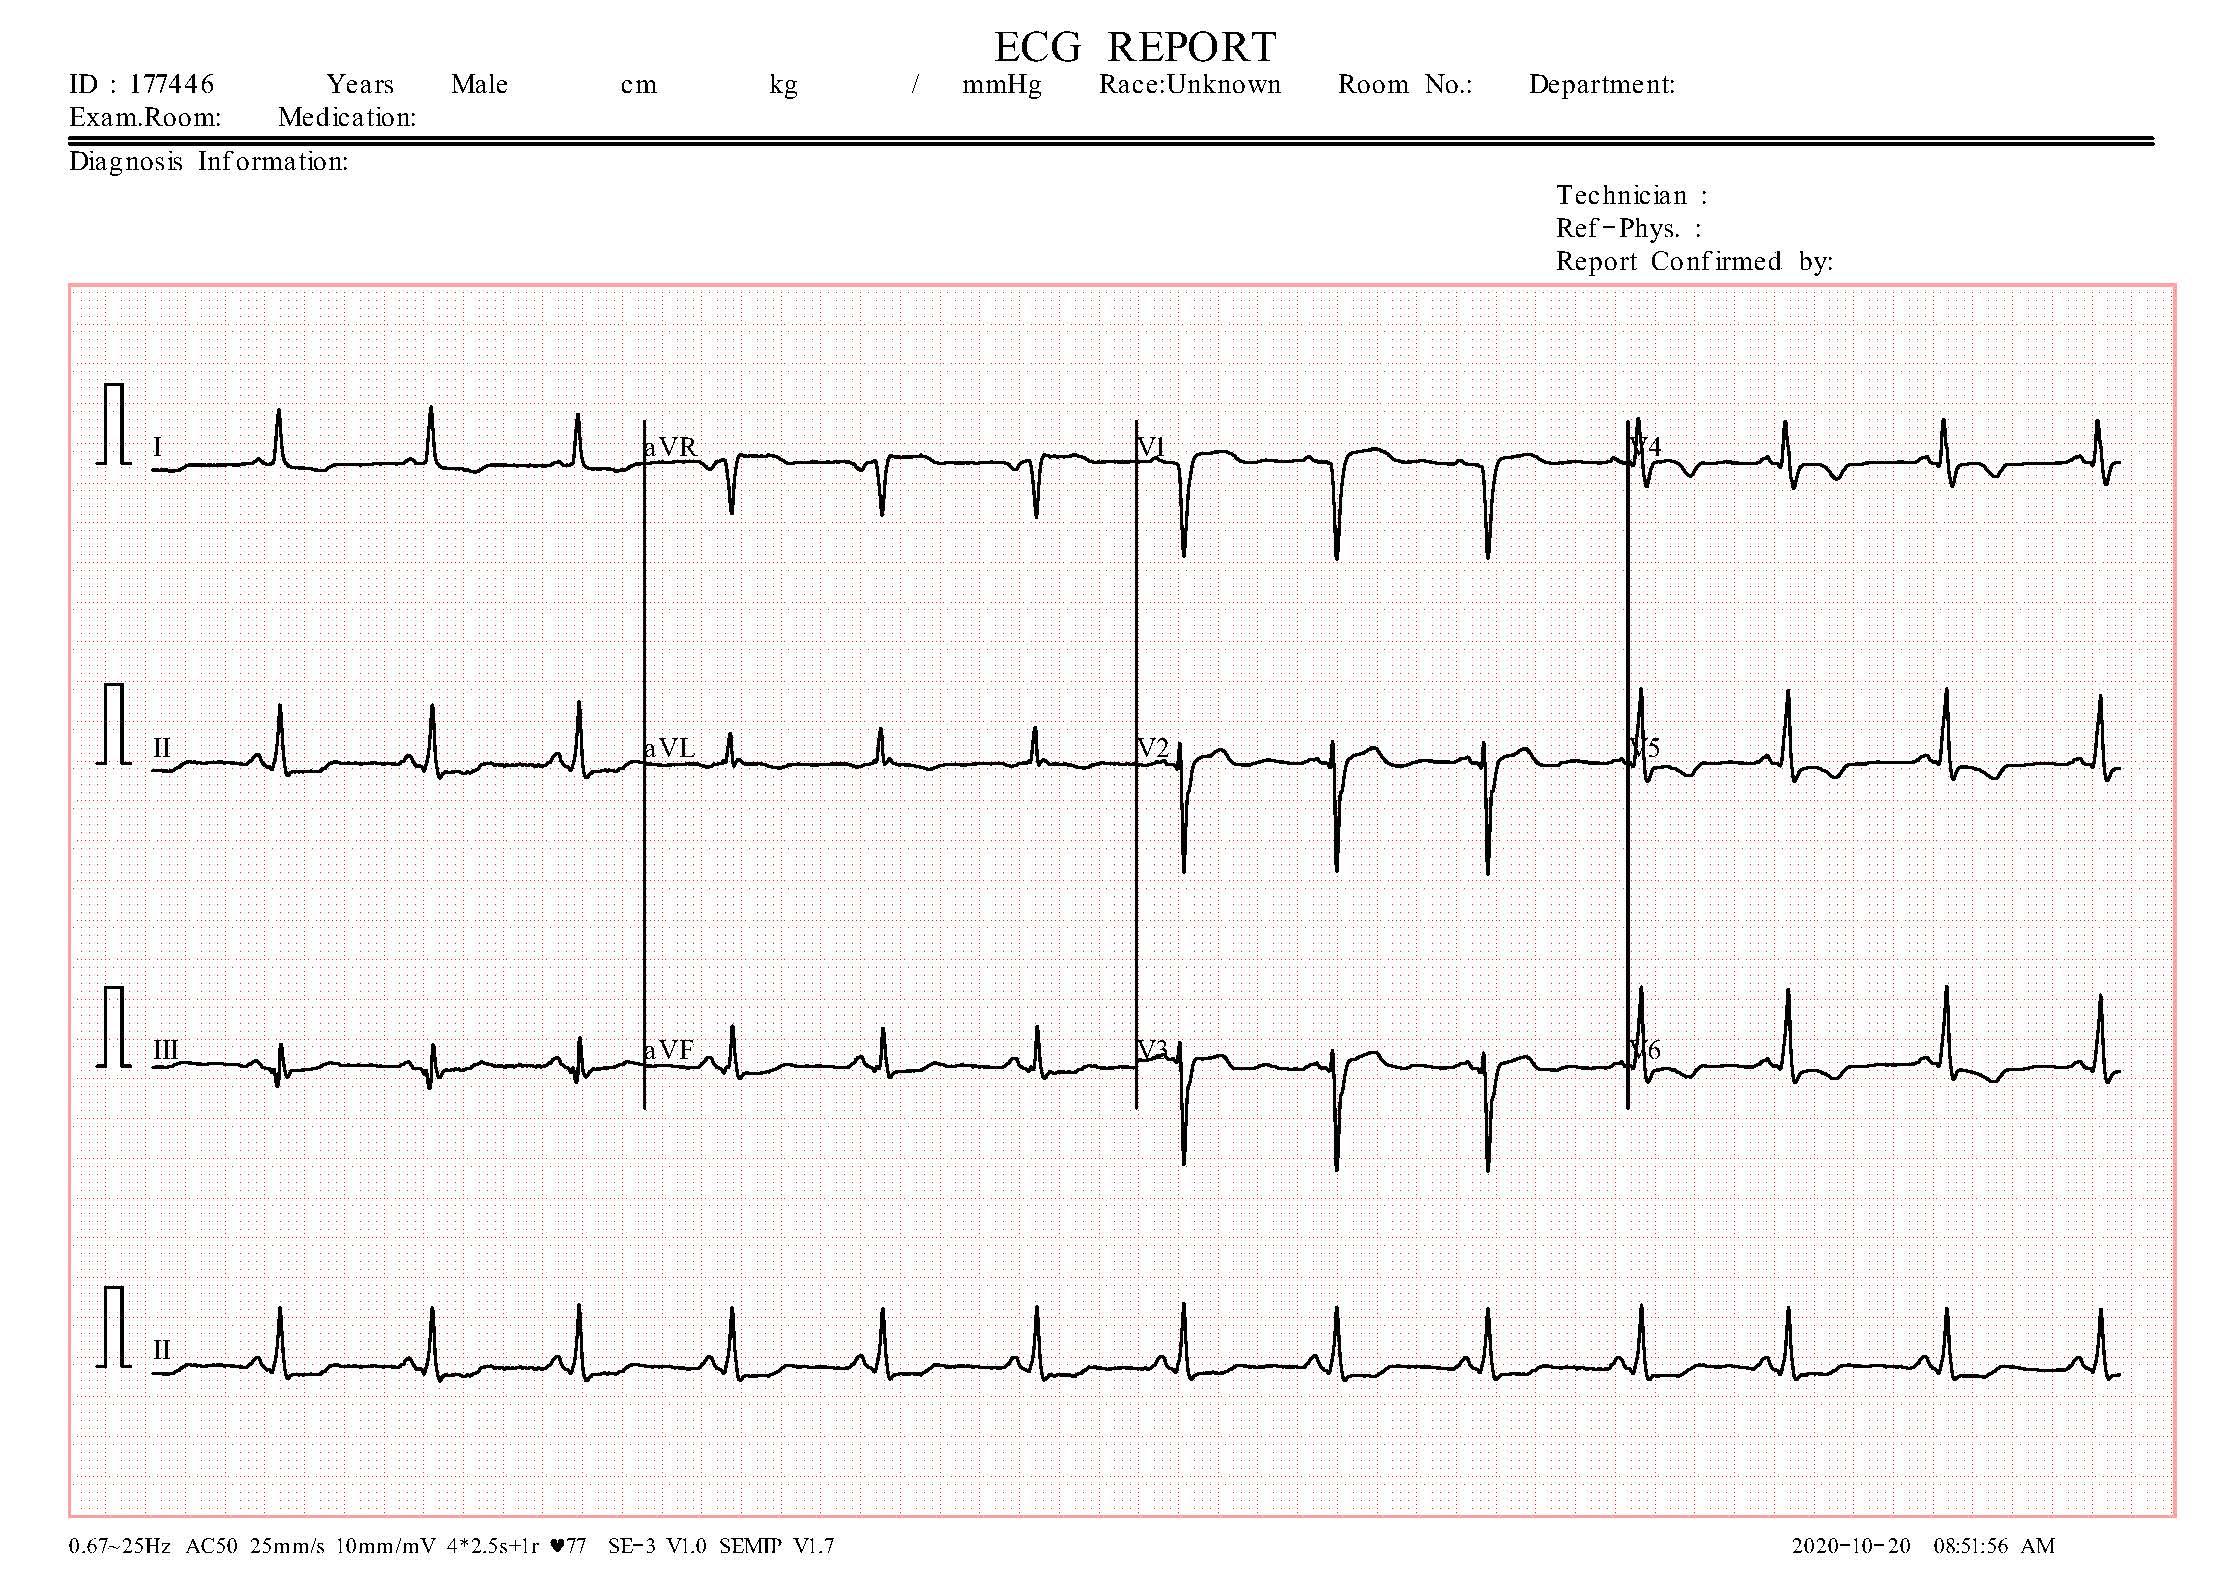 ECG REPORT
ID : 177446 Years Male cm kg / mmHg Race:Unknown Room No.: Department:
Exam.Room: Medication:
Diagnosis Information:
Technician :
Ref-Phys. :
Report Confirmed by:
I aVR V1 V4
II aVL V2 V5
III aVF V3 V6
II
0.67~25Hz AC50 25mm/s 10mm/mV 4*2.5s+1r ♥77 SE-3 V1.0 SEMIP V1.7 2020-10-20 08:51:56 AM